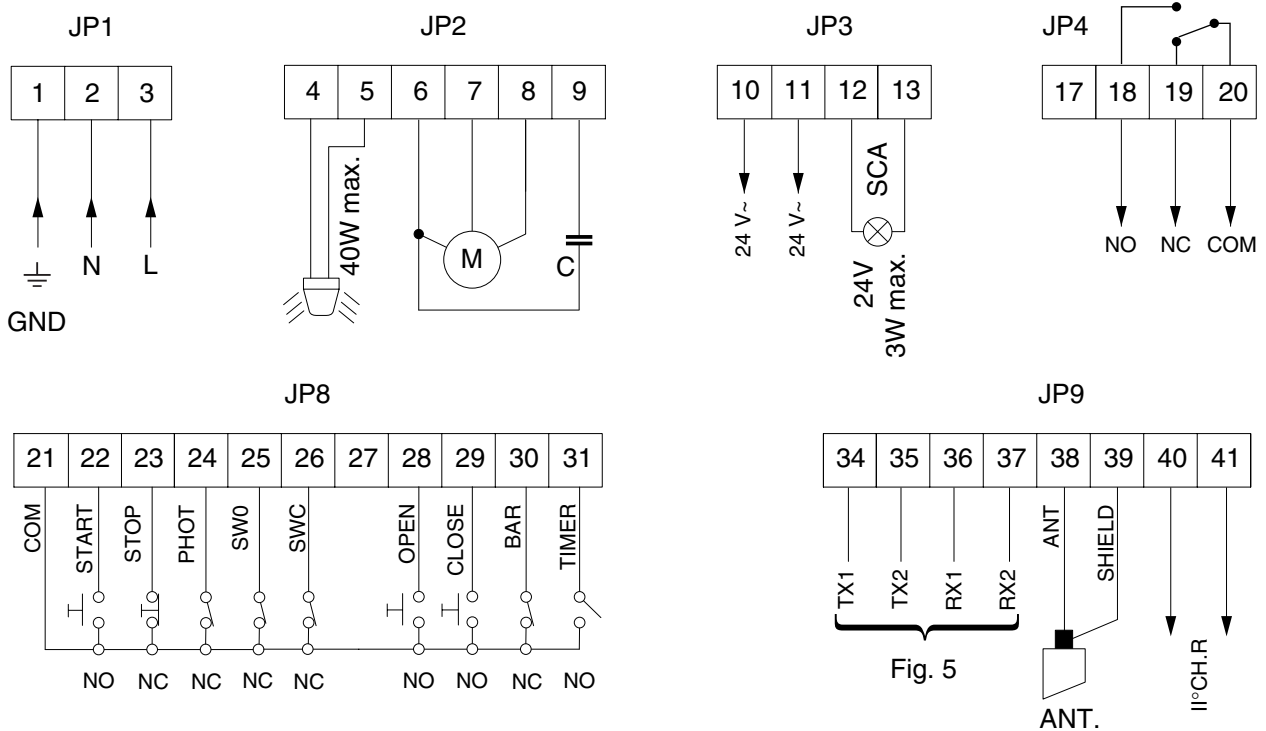 JP1
1 2 3
N L
GND
JP2
4 5 6 7 8 9
40W max.
M
C
JP3
10 11 12 13
24 V~
24 V~
SCA
24V
3W max.
JP4
17 18 19 20
NO NC COM
JP8
21 22 23 24 25 26 27 28 29 30 31
COM
START
STOP
PHOT
SW0
SWC
OPEN
CLOSE
BAR
TIMER
NO NC NC NC NC NO NO NC NO
JP9
34 35 36 37 38 39 40 41
ANT
SHIELD
TX1
TX2
RX1
RX2
Fig. 5
ANT.
II°CH.R